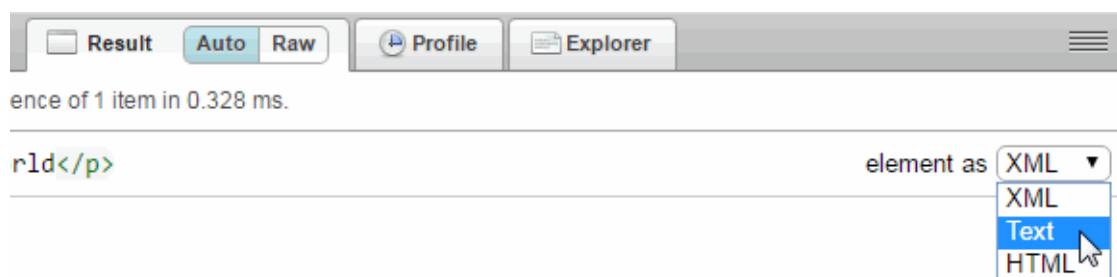 Result Auto Raw Profile Explorer
ence of 1 item in 0.328 ms.
rld</p> element as XML
XML
Text
HTML